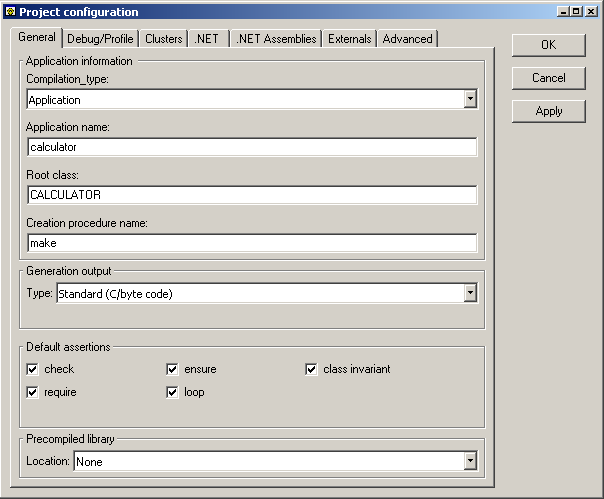 Project configuration
General Debug/Profile Clusters .NET .NET Assemblies Externals Advanced
OK
Cancel
Apply
Application information
Compilation_type:
Application
Application name:
calculator
Root class:
CALCULATOR
Creation procedure name:
make
Generation output
Type: Standard (C/byte code)
Default assertions
check ensure class invariant
require loop
Precompiled library
Location: None